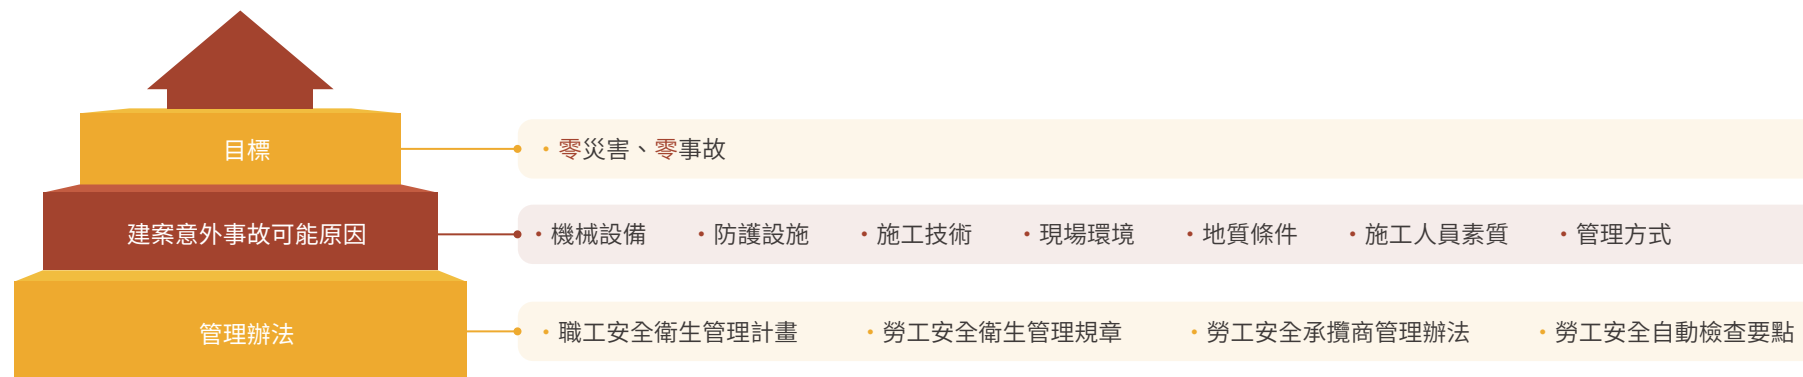 目標
・零災害、零事故
建案意外事故可能原因
・機械設備 ・防護設施 ・施工技術 ・現場環境 ・地質條件 ・施工人員素質 ・管理方式
管理辦法
・職工安全衛生管理計畫 ・勞工安全衛生管理規章 ・勞工安全承攬商管理辦法 ・勞工安全自動檢查要點